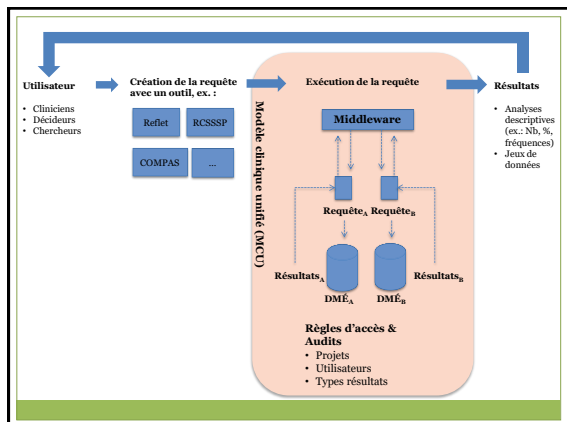 Utilisateur
• Cliniciens
• Décideurs
• Chercheurs
Création de la requête
avec un outil, ex. :
Reflet
RCSSSP
COMPAS
...
Modèle clinique unifié (MCU)
Exécution de la requête
Middleware
RequêteA
RequêteB
RésultatsA
RésultatsB
DMÉA
DMÉB
Règles d'accès &
Audits
• Projets
• Utilisateurs
• Types résultats
Résultats
• Analyses
descriptives
(ex.: Nb, %,
fréquences)
• Jeux de
données